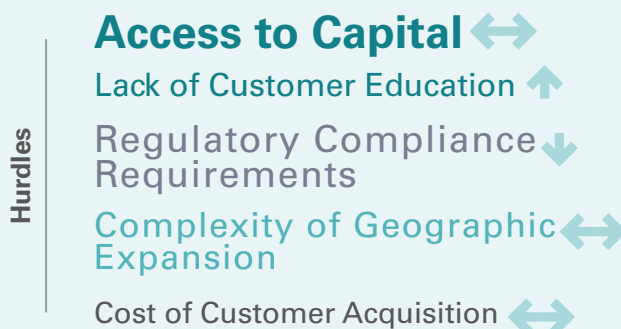 Hurdles
Access to Capital
Lack of Customer Education
Regulatory Compliance
Requirements
Complexity of Geographic
Expansion
Cost of Customer Acquisition